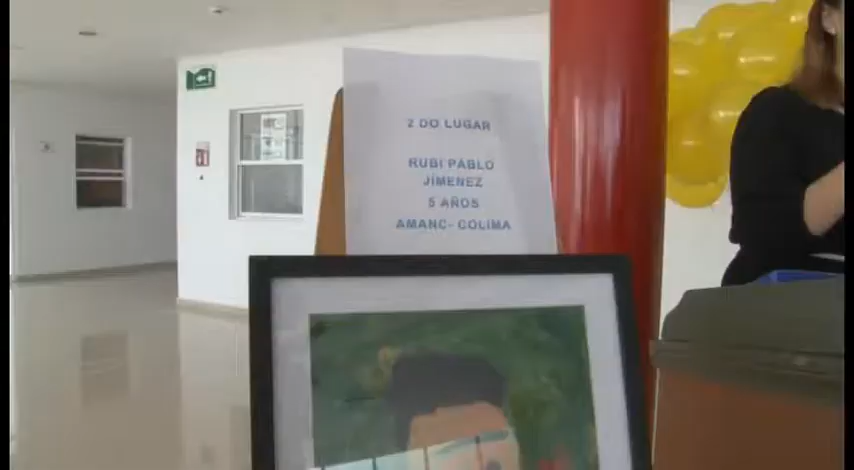 2 DO LUGAR
RUBI PABLO
JIMENEZ
5 AÑOS
AMANC- COLIMA